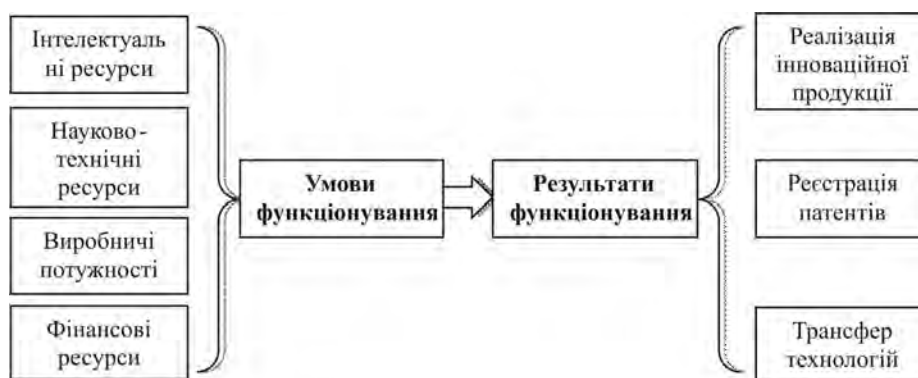 Інтелектуаль
ні ресурси
Науково-
технічні
ресурси
Виробничі
потужності
Фінансові
ресурси
Умови
функціонування
Результати
функціонування
Реалізація
інноваційної
продукції
Реєстрація
патентів
Трансфер
технологій